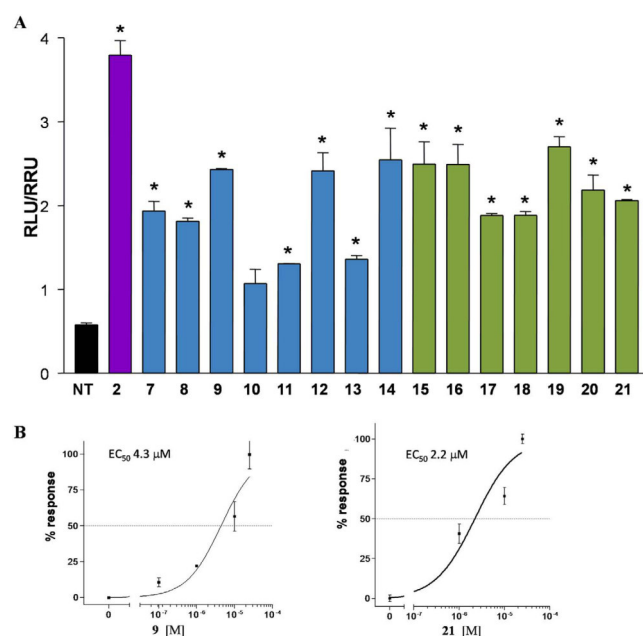 A
RLU/RRU
4
3
2
1
0
* * * * * * * * * * * * * * *
NT 2 7 8 9 10 11 12 13 14 15 16 17 18 19 20 21
B
% response
100
75
50
25
0
EC50 4.3 µM
0 10-7 10-6 10-5 10-4
9 [M]
% response
100
75
50
25
0
EC50 2.2 µM
0 10-7 10-6 10-5 10-4
21 [M]